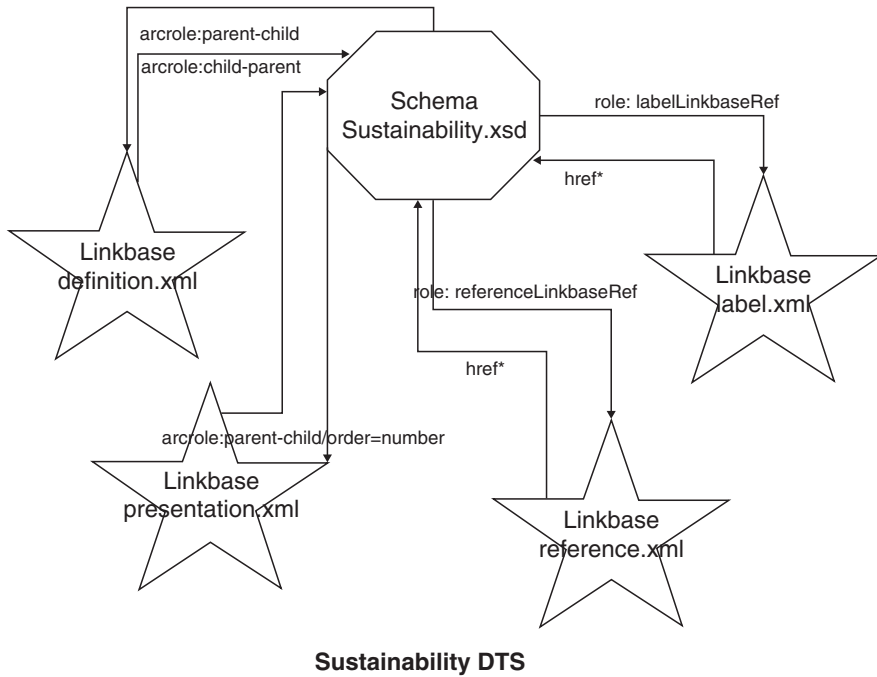 arcrole:parent-child
arcrole:child-parent
Schema
Sustainability.xsd
role: labelLinkbaseRef
href*
Linkbase
definition.xml
Linkbase
label.xml
role: referenceLinkbaseRef
href*
arcrole:parent-child/order=number
Linkbase
presentation.xml
Linkbase
reference.xml
Sustainability DTS